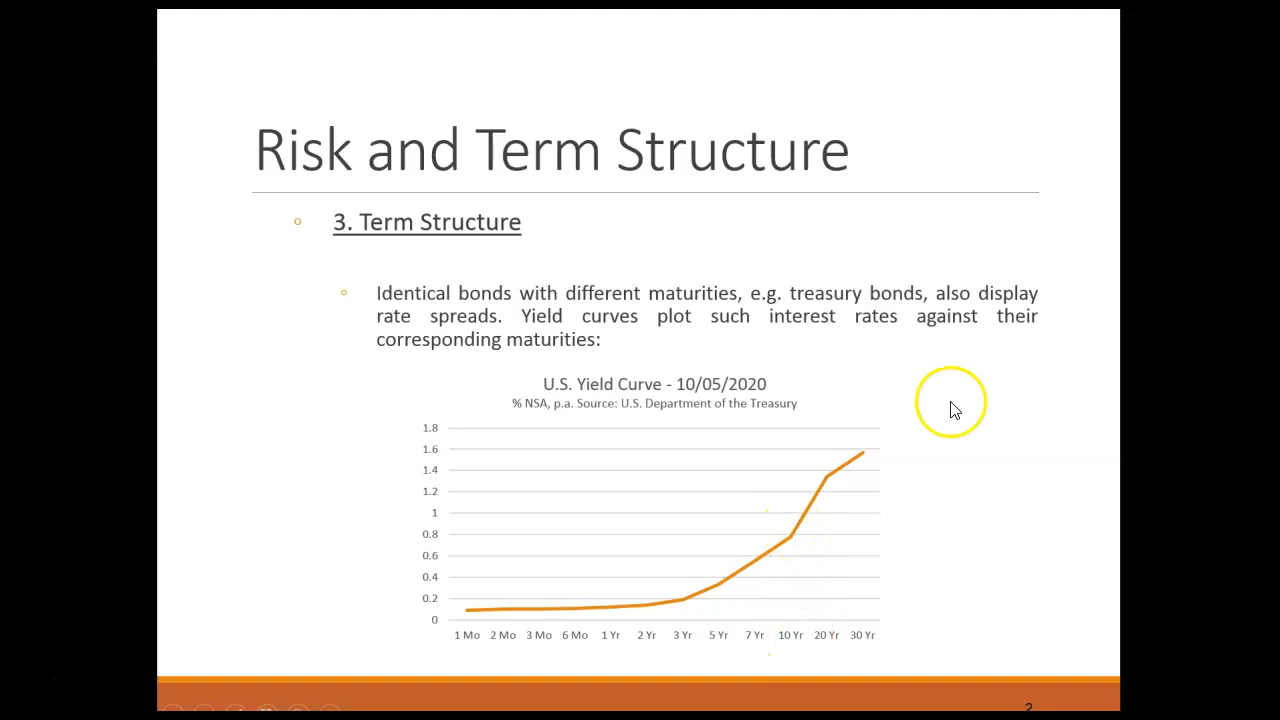 Risk and Term Structure
3. Term Structure
Identical bonds with different maturities, e.g. treasury bonds, also display
rate spreads. Yield curves plot such interest rates against their
corresponding maturities:
U.S. Yield Curve - 10/05/2020
% NSA, p.a. Source: U.S. Department of the Treasury
1.8
1.6
1.4
1.2
1
0.8
0.6
0.4
0.2
0
1 Mo 2 Mo 3 Mo 6 Mo 1 Yr 2 Yr 3 Yr 5 Yr 7 Yr 10 Yr 20 Yr 30 Yr
2